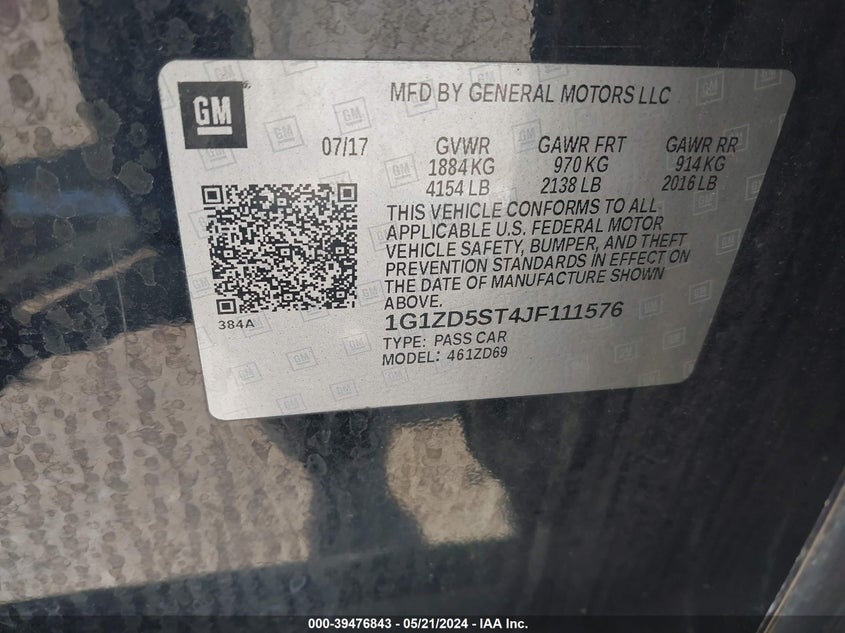 GM
MFD BY GENERAL MOTORS LLC
07/17 GVWR GAWR FRT GAWR RR
1884 KG 970 KG 914 KG
4154 LB 2138 LB 2016 LB
THIS VEHICLE CONFORMS TO ALL
APPLICABLE U.S. FEDERAL MOTOR
VEHICLE SAFETY, BUMPER, AND THEFT
PREVENTION STANDARDS IN EFFECT ON
THE DATE OF MANUFACTURE SHOWN
ABOVE.
384A
1G1ZD5ST4JF111576
TYPE: PASS CAR
MODEL: 461ZD69
000-39476843 - 05/21/2024 - IAA Inc.